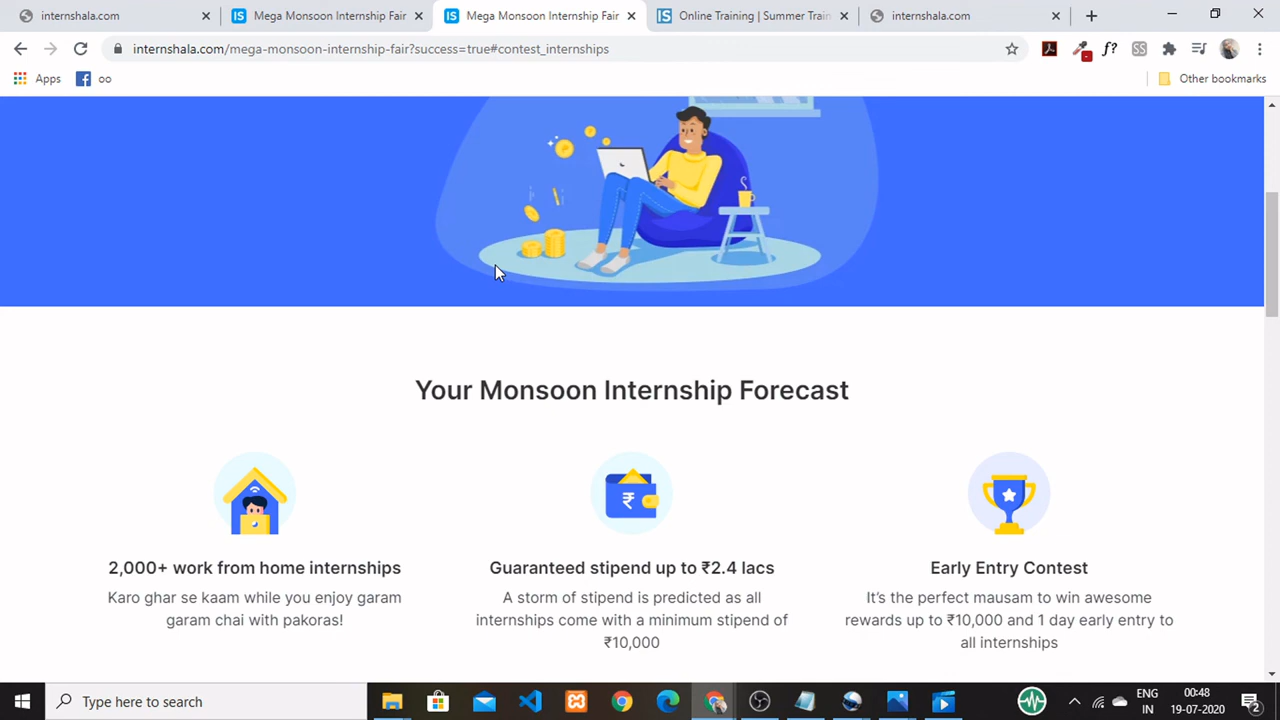 internshala.com
Mega Monsoon Internship Fair
Mega Monsoon Internship Fair
Online Training | Summer Train
internshala.com
internshala.com/mega-monsoon-internship-fair?success=true#contest_internships
Apps
oo
Other bookmarks
Your Monsoon Internship Forecast
2,000+ work from home internships
Karo ghar se kaam while you enjoy garam
garam chai with pakoras!
Guaranteed stipend up to ₹2.4 lacs
A storm of stipend is predicted as all
internships come with a minimum stipend of
₹10,000
Early Entry Contest
It's the perfect mausam to win awesome
rewards up to ₹10,000 and 1 day early entry to
all internships
Type here to search
ENG
IN
00:48
19-07-2020
2